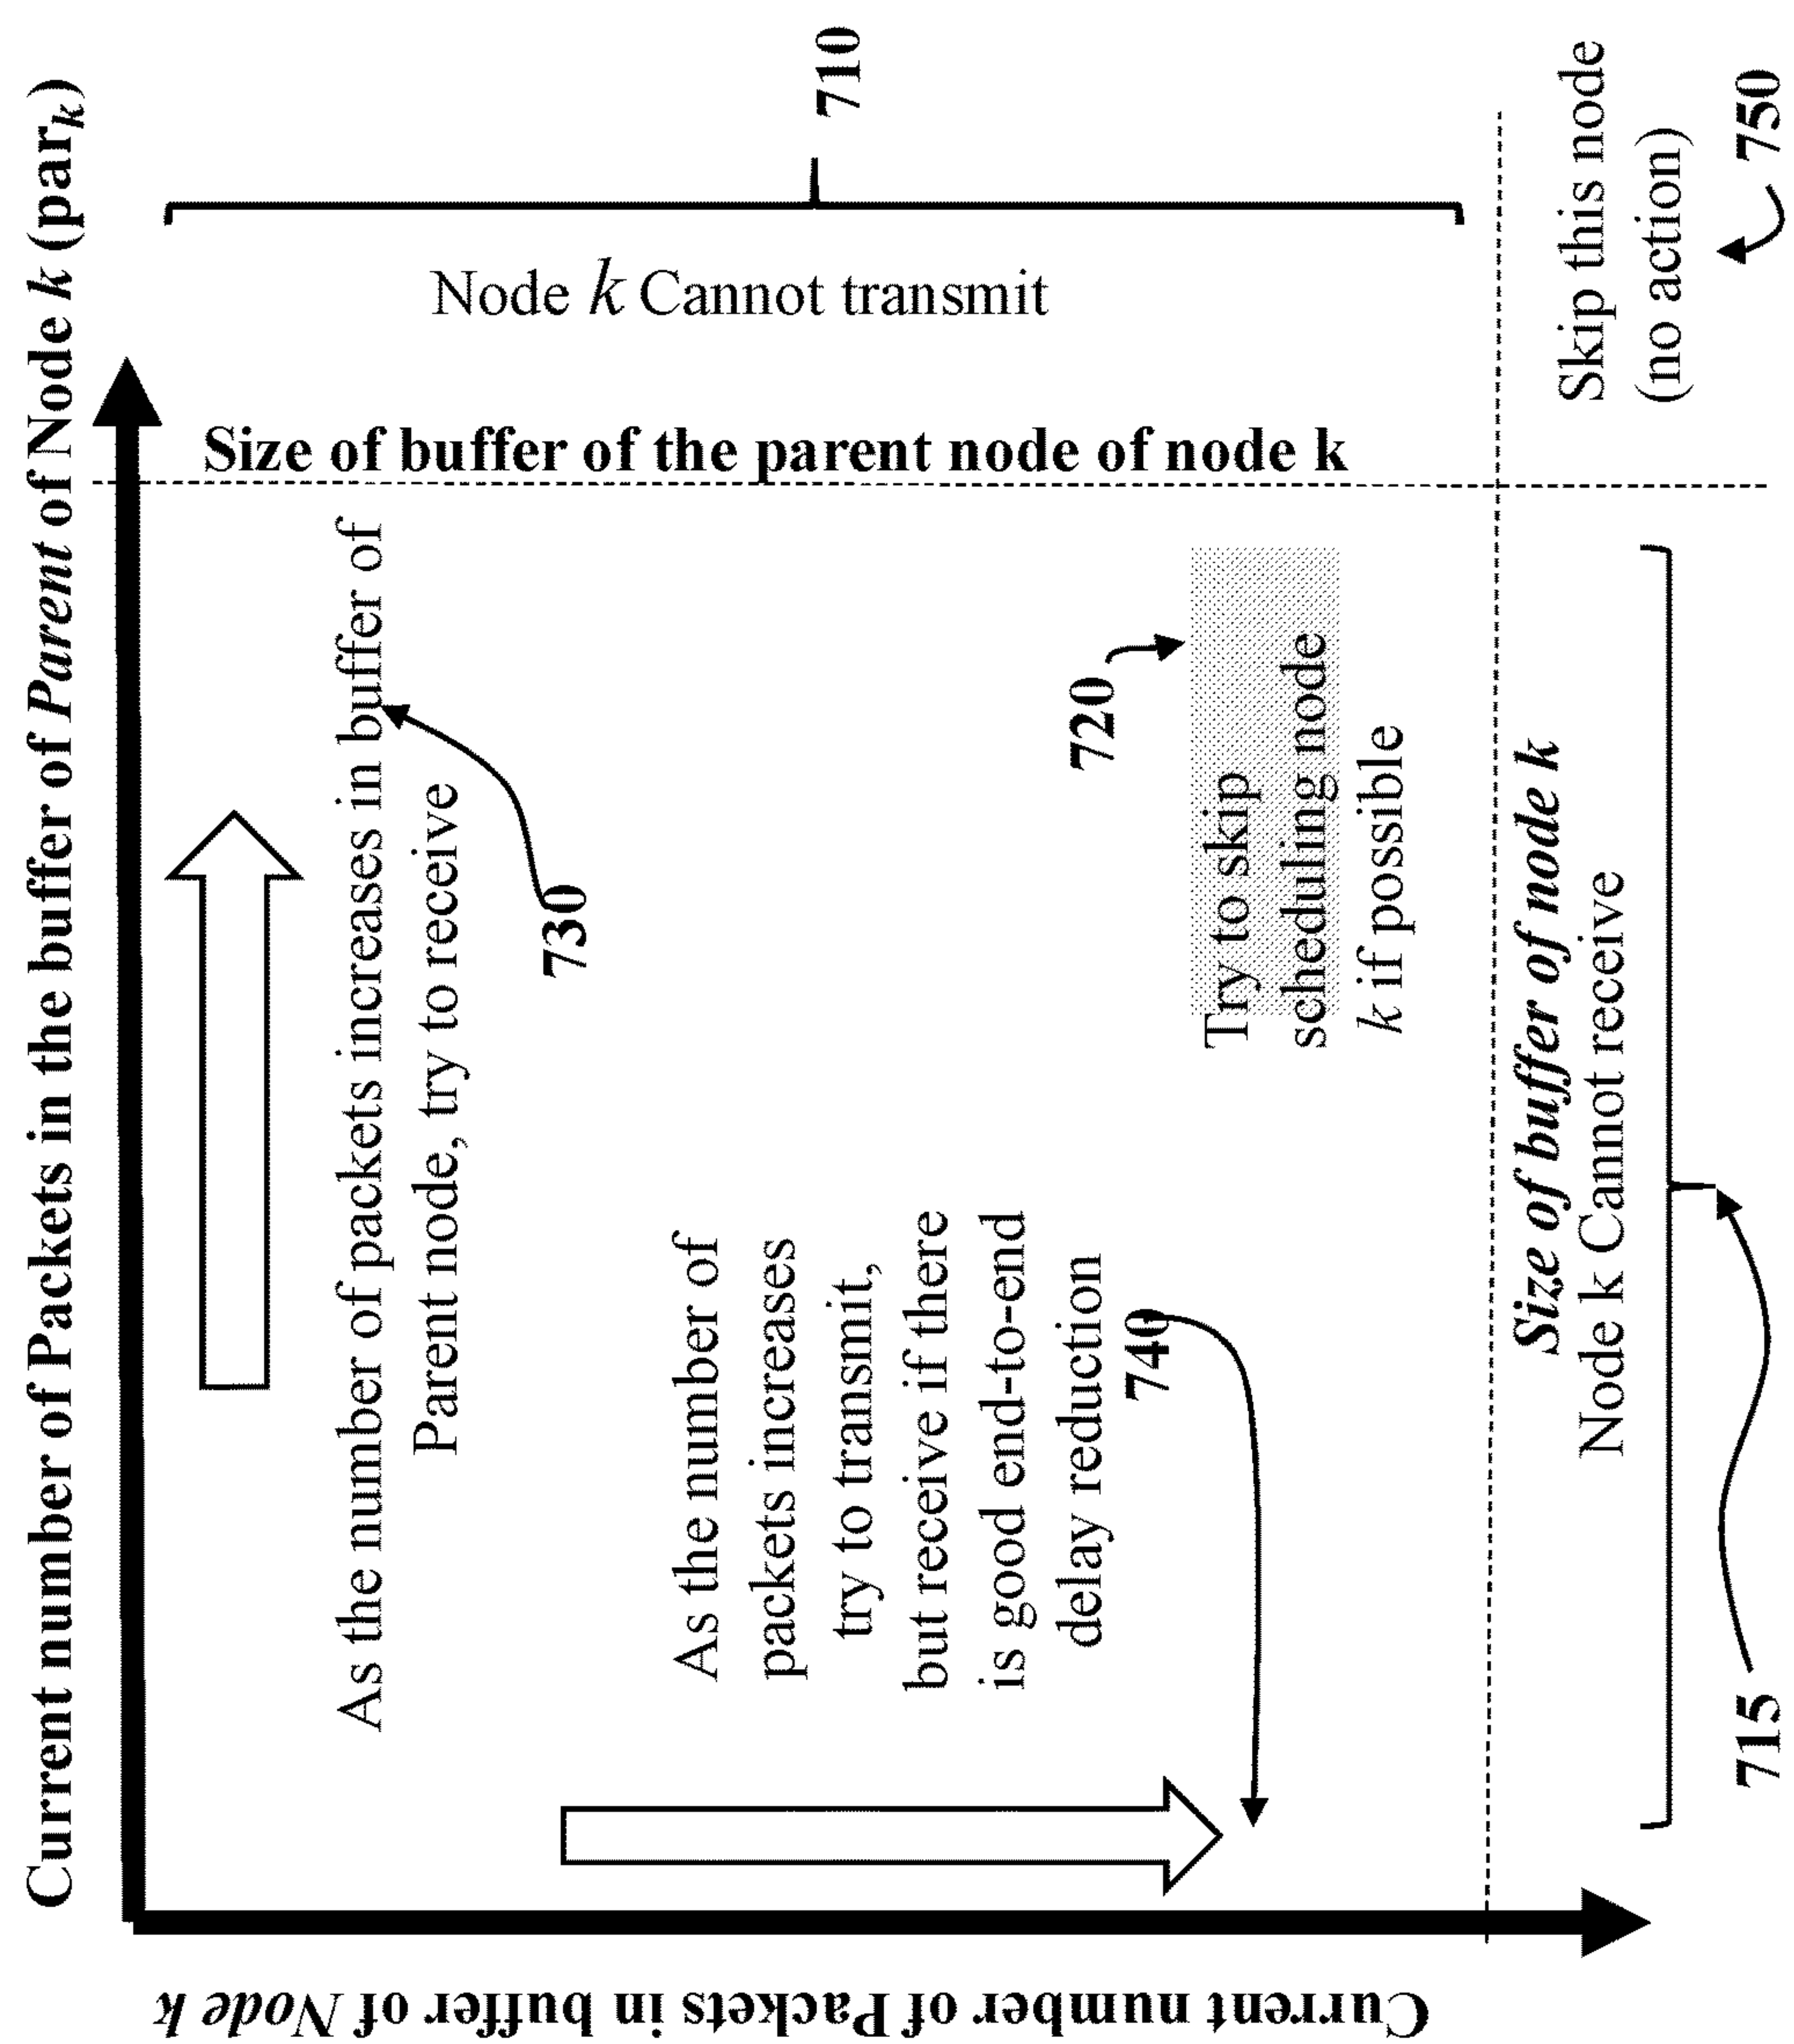 Current number of Packets in the buffer of Parent of Node k (park)
Current number of Packets in buffer of Node k
As the number of packets increases in buffer of
Parent node, try to receive
730
Size of buffer of the parent node of node k
Node k Cannot transmit
710
As the number of
packets increases
try to transmit,
but receive if there
is good end-to-end
delay reduction
740
720
Try to skip
scheduling node
k if possible
Size of buffer of node k
Node k Cannot receive
715
Skip this node
(no action)
750